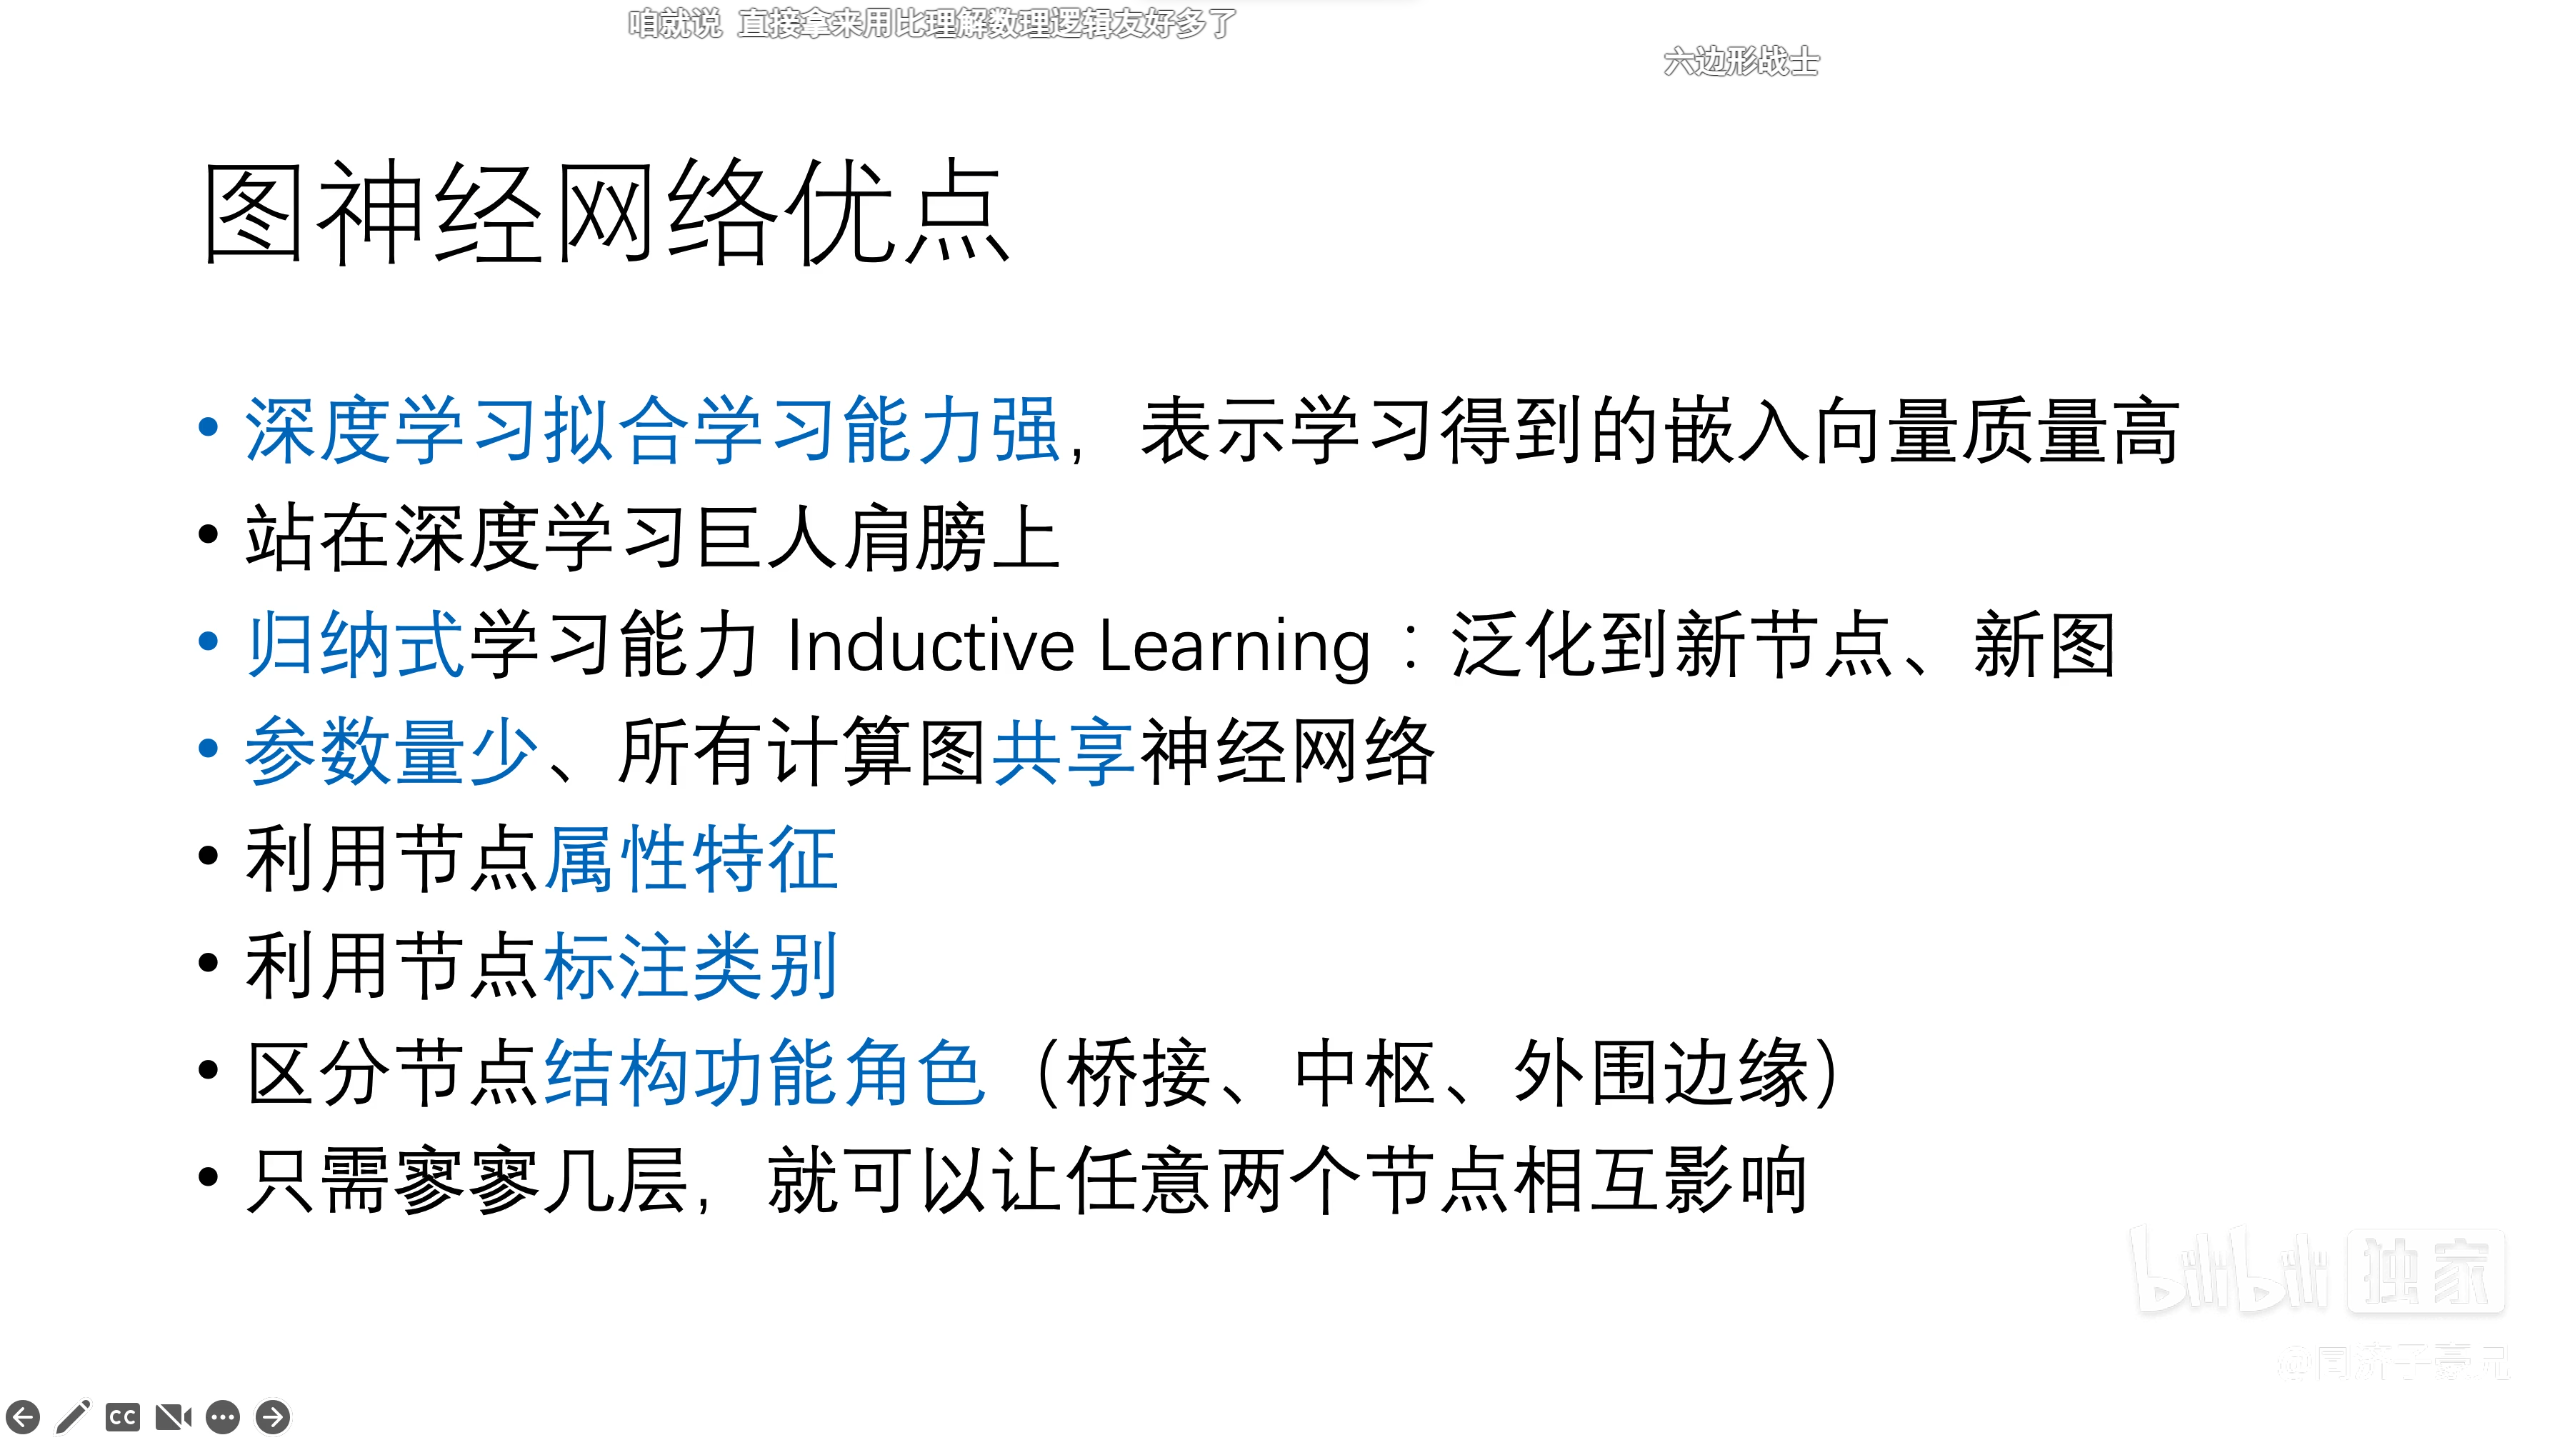 咱就说 直接拿来用比理解数理逻辑友好多了
六边形战士
图神经网络优点
• 深度学习拟合学习能力强，表示学习得到的嵌入向量质量高
• 站在深度学习巨人肩膀上
• 归纳式学习能力 Inductive Learning：泛化到新节点、新图
• 参数量少、所有计算图共享神经网络
• 利用节点属性特征
• 利用节点标注类别
• 区分节点结构功能角色（桥接、中枢、外围边缘）
• 只需寥寥几层，就可以让任意两个节点相互影响
bilibili 独家
@同济子豪兄
CC